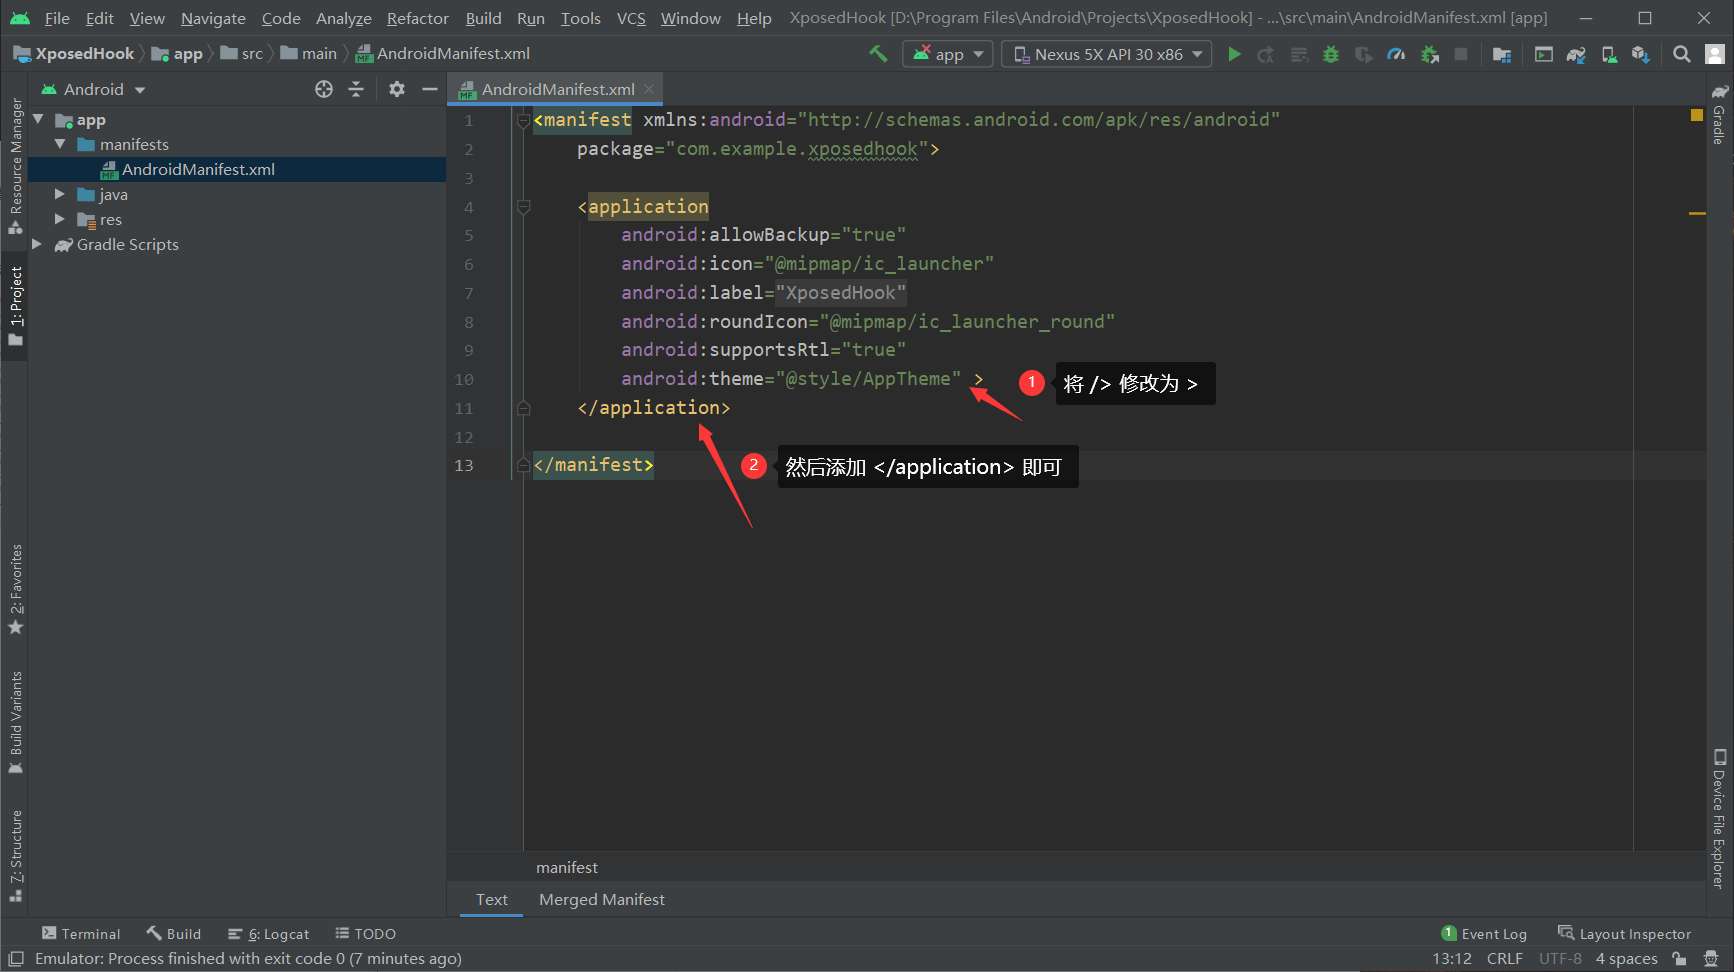 File Edit View Navigate Code Analyze Refactor Build Run Tools VCS Window Help XposedHook [D:\Program Files\Android\Projects\XposedHook] - ...\src\main\AndroidManifest.xml [app]
XposedHook app src main AndroidManifest.xml app Nexus 5X API 30 x86
Android
AndroidManifest.xml
app
manifests
AndroidManifest.xml
java
res
Gradle Scripts
Resource Manager
1: Project
2: Favorites
Build Variants
Z: Structure
1 <manifest xmlns:android="http://schemas.android.com/apk/res/android"
2 package="com.example.xposedhook">
3
4 <application
5 android:allowBackup="true"
6 android:icon="@mipmap/ic_launcher"
7 android:label="XposedHook"
8 android:roundIcon="@mipmap/ic_launcher_round"
9 android:supportsRtl="true"
10 android:theme="@style/AppTheme" >
1 将 /> 修改为 >
11 </application>
12
13 </manifest>
2 然后添加 </application> 即可
Gradle
Device File Explorer
manifest
Text Merged Manifest
Terminal Build 6: Logcat TODO 1 Event Log Layout Inspector
Emulator: Process finished with exit code 0 (7 minutes ago) 13:12 CRLF UTF-8 4 spaces